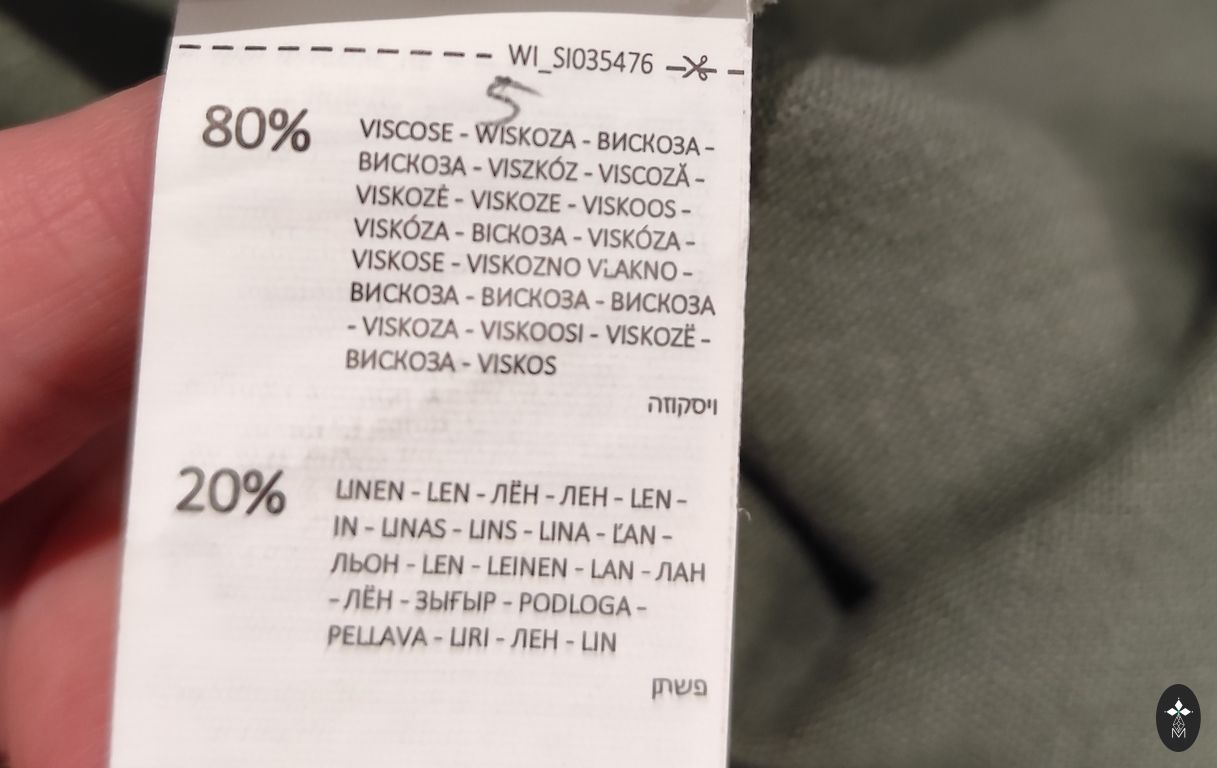 WI_SI035476
5
80%
VISCOSE - WISKOZA - ВИСКОЗА -
ВИСКОЗА - VISZKÓZ - VISCOZĂ -
VISKOZĖ - VISKOZE - VISKOOS -
VISKÓZA - ВІСКОЗА - VISKÓZA -
VISKOSE - VISKOZNO VLAKNO -
ВИСКОЗА - ВИСКОЗА - ВИСКОЗА
- VISKOZA - VISKOOSI - VISKOZË -
ВИСКОЗА - VISKOS
ויסקוזה
20%
LINEN - LEN - ЛЁН - ЛЕН - LEN -
IN - LINAS - LINS - LINA - ĽAN -
ЛЬОН - LEN - LEINEN - LAN - ЛАН
- ЛЁН - ЗЫҒЫР - PODLOGA -
PELLAVA - LIRI - ЛЕН - LIN
פשתן
M